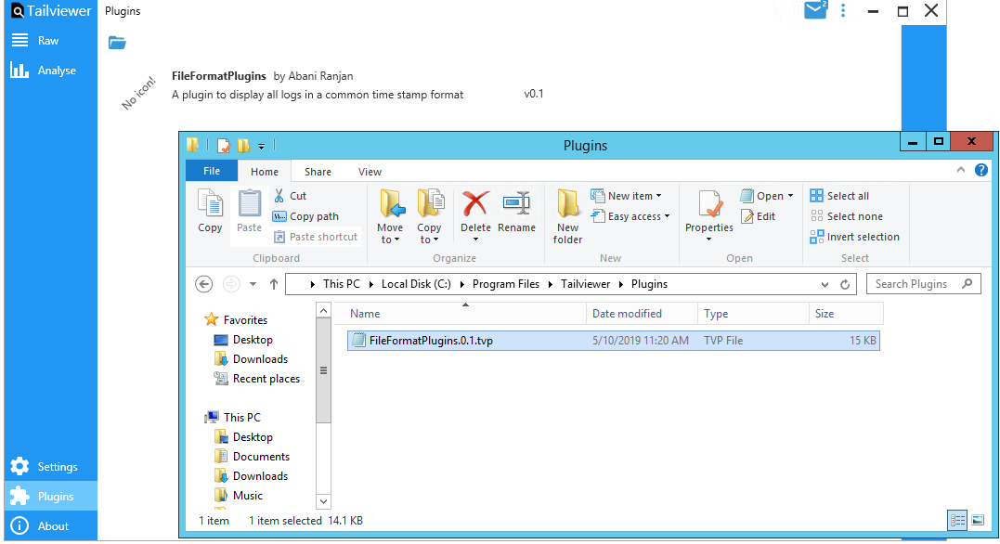 Tailviewer
Plugins
2
Raw
Analyse
No icon!
FileFormatPlugins by Abani Ranjan
A plugin to display all logs in a common time stamp format
v0.1
Settings
Plugins
About
Plugins
File
Home
Share
View
Copy
Paste
Cut
Copy path
Paste shortcut
Clipboard
Move to
Copy to
Delete
Rename
Organize
New folder
New item
Easy access
New
Properties
Open
Edit
Open
Select all
Select none
Invert selection
Select
This PC
Local Disk (C:)
Program Files
Tailviewer
Plugins
Search Plugins
Favorites
Desktop
Downloads
Recent places
This PC
Desktop
Documents
Downloads
Music
Name
Date modified
Type
Size
FileFormatPlugins.0.1.tvp
5/10/2019 11:20 AM
TVP File
15 KB
1 item
1 item selected 14.1 KB